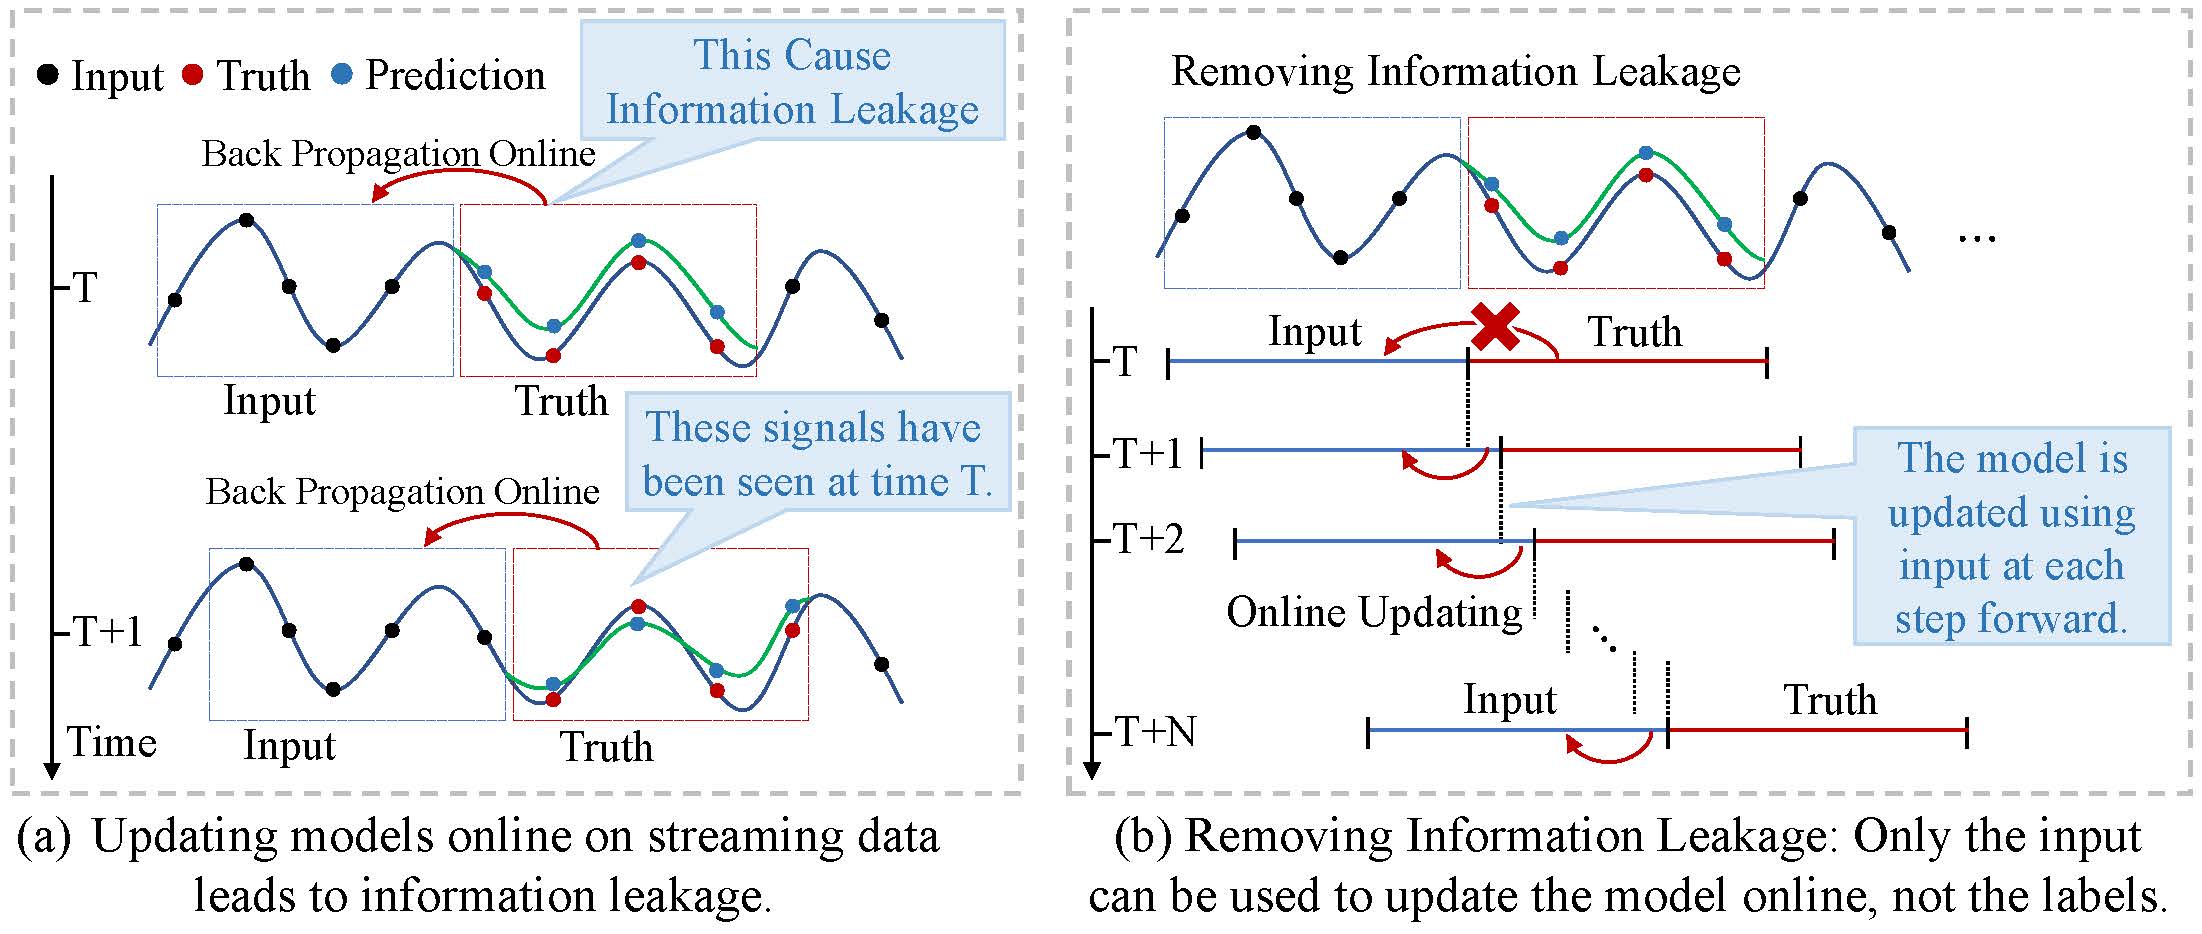 Input Truth Prediction
This Cause
Information Leakage
Back Propagation Online
T
Input
Truth
These signals have
been seen at time T.
Back Propagation Online
T+1
Time
Input
Truth
(a) Updating models online on streaming data
leads to information leakage.
Removing Information Leakage
...
Input
Truth
T
T+1
The model is
updated using
input at each
step forward.
T+2
Online Updating
Input
Truth
T+N
(b) Removing Information Leakage: Only the input
can be used to update the model online, not the labels.